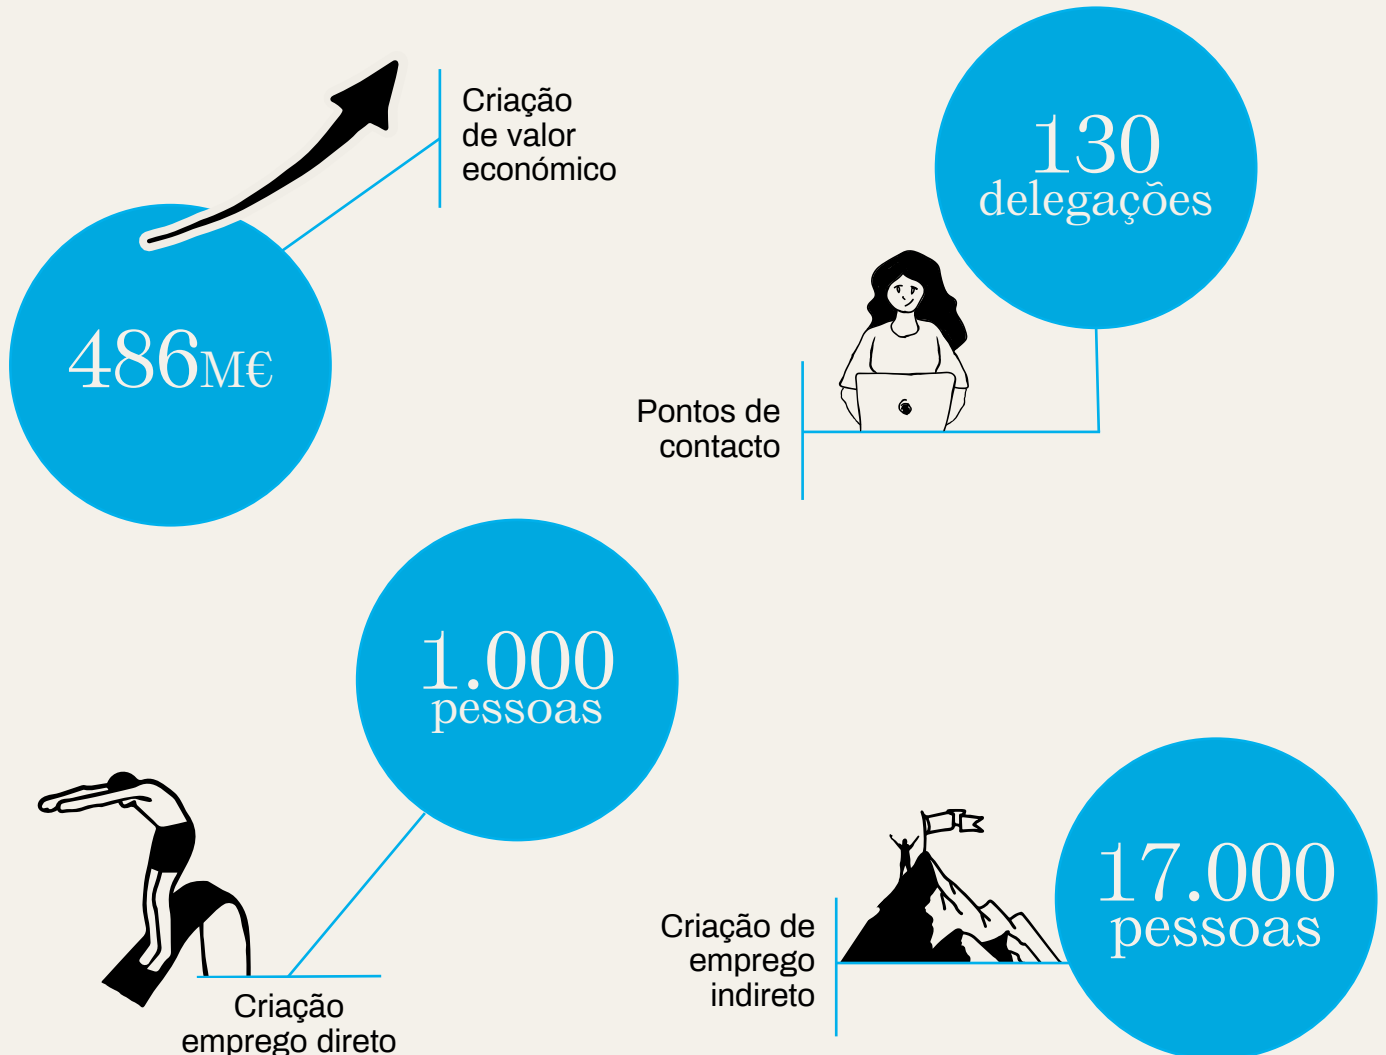 Criação
de valor
económico
486M€
130
delegações
Pontos de
contacto
1.000
pessoas
Criação
emprego direto
17.000
pessoas
Criação de
emprego
indireto